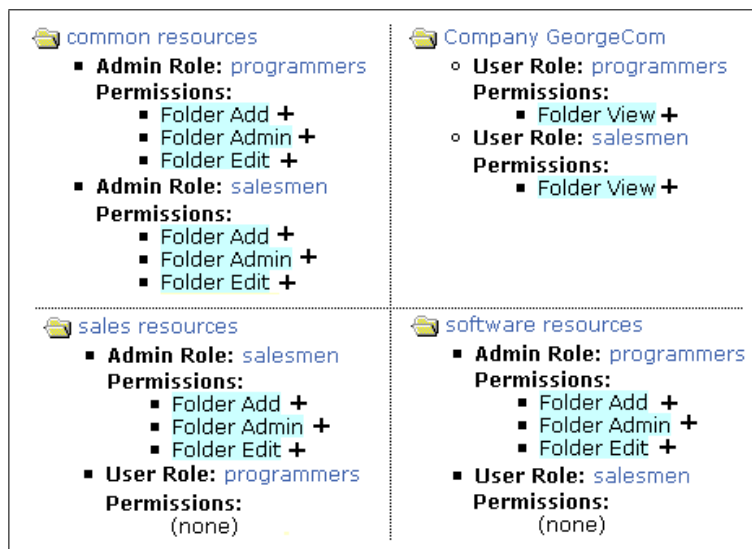 common resources
Admin Role: programmers
Permissions:
Folder Add +
Folder Admin +
Folder Edit +
Admin Role: salesmen
Permissions:
Folder Add +
Folder Admin +
Folder Edit +
Company GeorgeCom
User Role: programmers
Permissions:
Folder View +
User Role: salesmen
Permissions:
Folder View +
sales resources
Admin Role: salesmen
Permissions:
Folder Add +
Folder Admin +
Folder Edit +
User Role: programmers
Permissions:
(none)
software resources
Admin Role: programmers
Permissions:
Folder Add +
Folder Admin +
Folder Edit +
User Role: salesmen
Permissions:
(none)